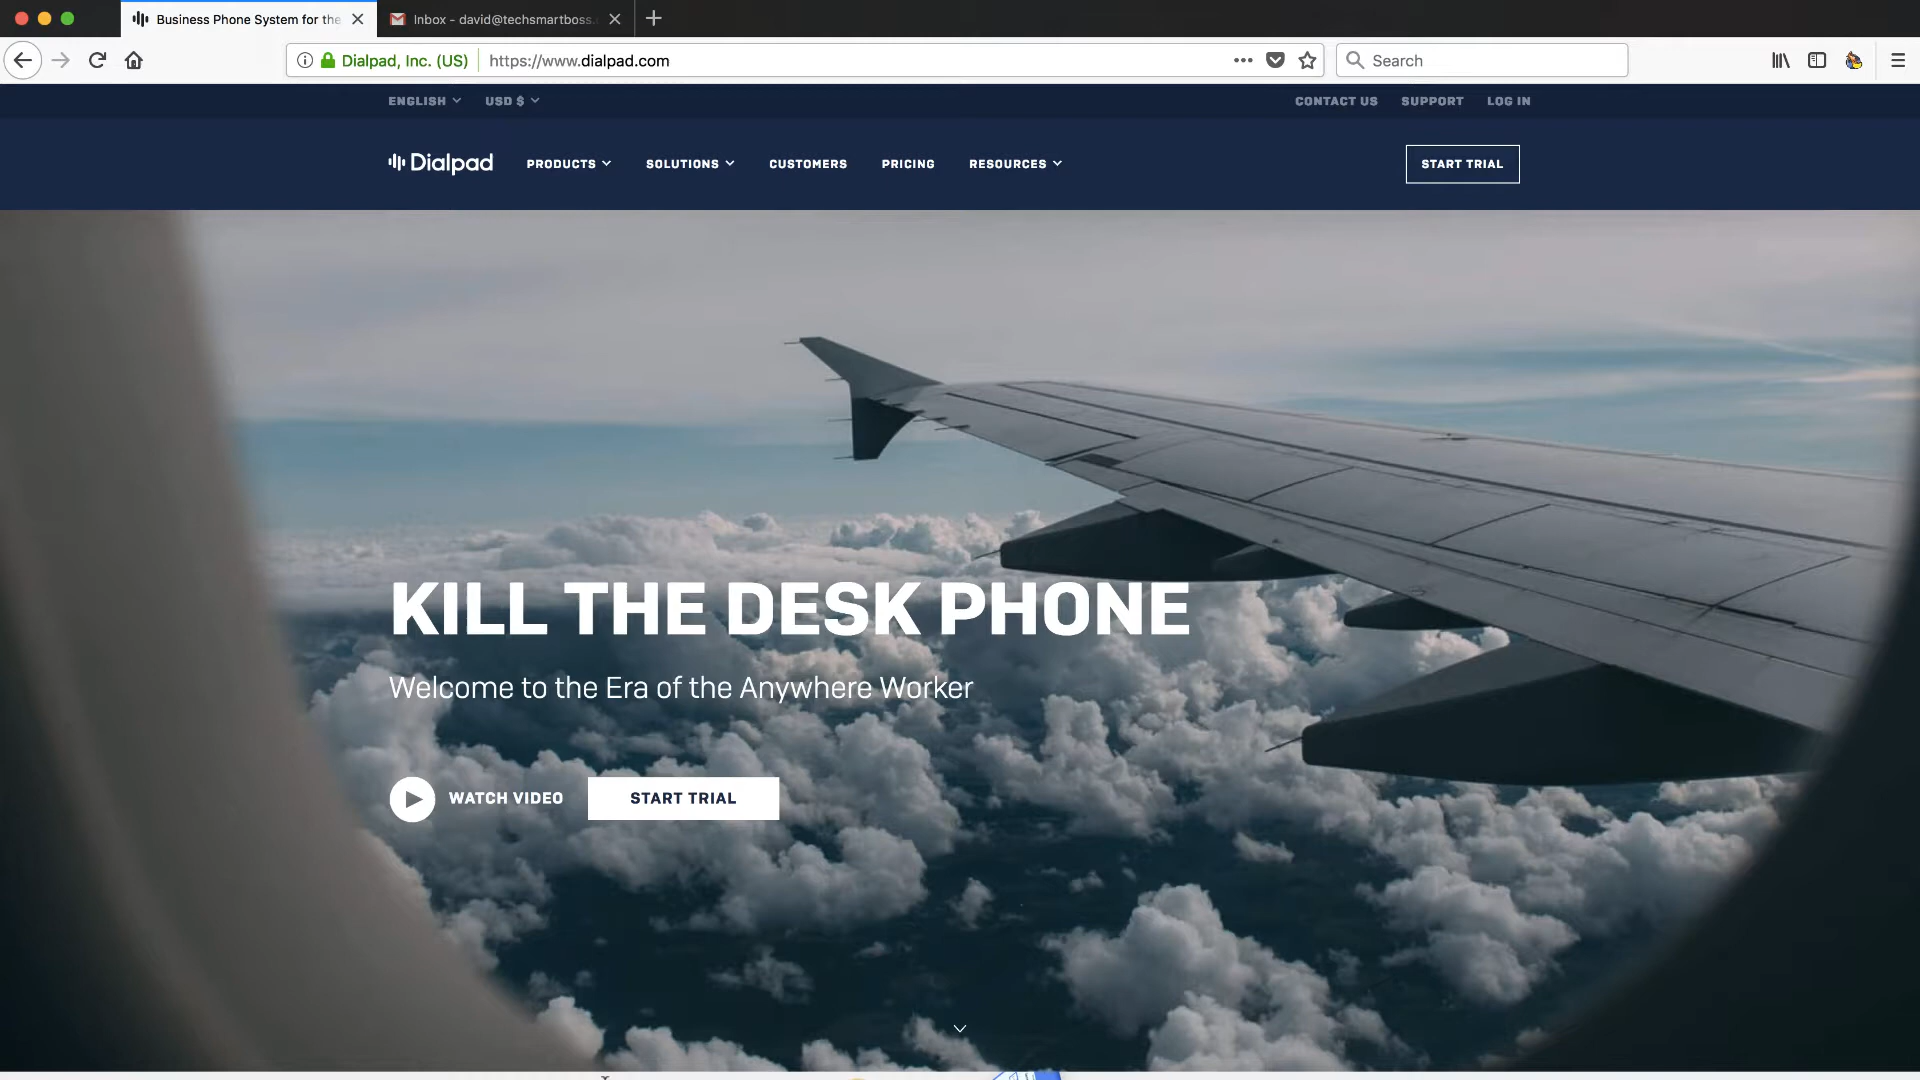 Business Phone System for the
Inbox - david@techsmartboss.
Dialpad, Inc. (US)
https://www.dialpad.com
Search
ENGLISH
USD $
CONTACT US
SUPPORT
LOG IN
Dialpad
PRODUCTS
SOLUTIONS
CUSTOMERS
PRICING
RESOURCES
START TRIAL
KILL THE DESK PHONE
Welcome to the Era of the Anywhere Worker
WATCH VIDEO
START TRIAL